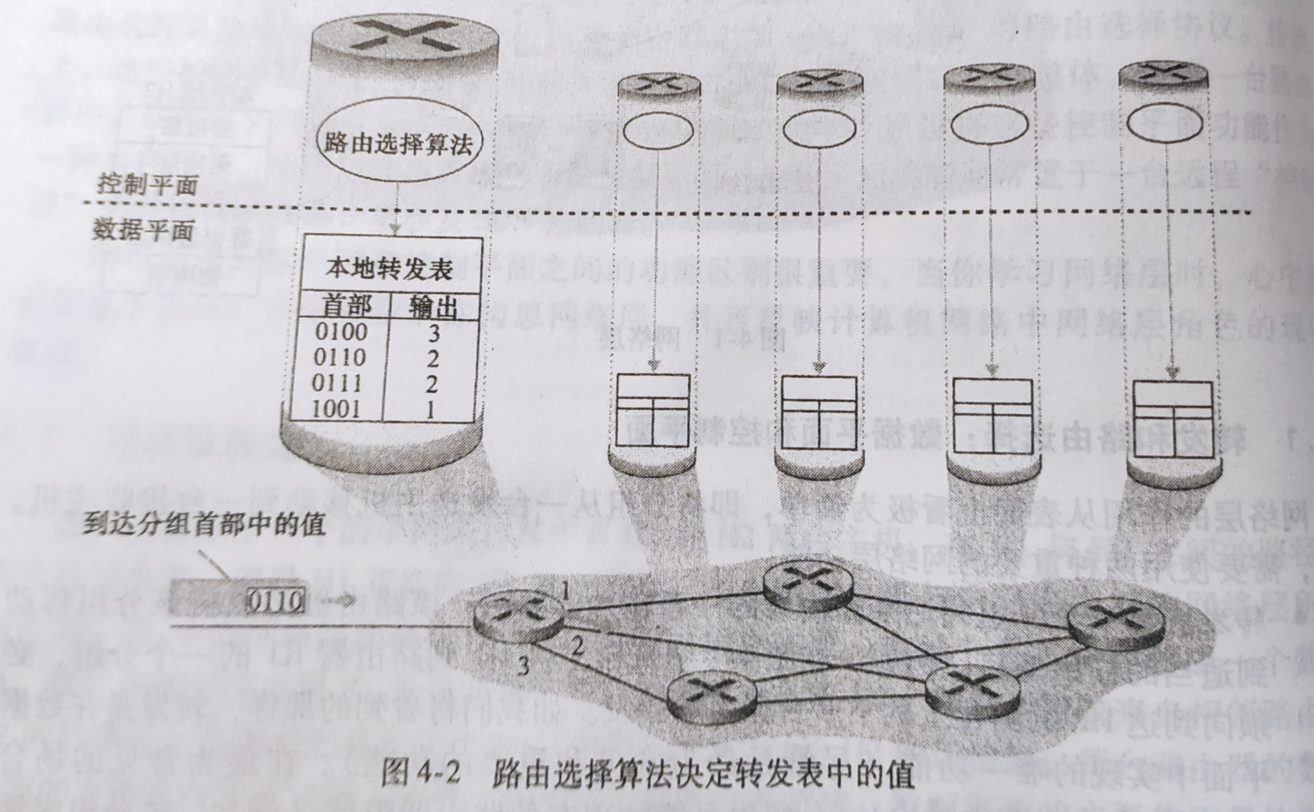 路由选择算法
控制平面
数据平面
本地转发表
首部 输出
0100 3
0110 2
0111 2
1001 1
到达分组首部中的值
0110
1
2
3
图4-2 路由选择算法决定转发表中的值